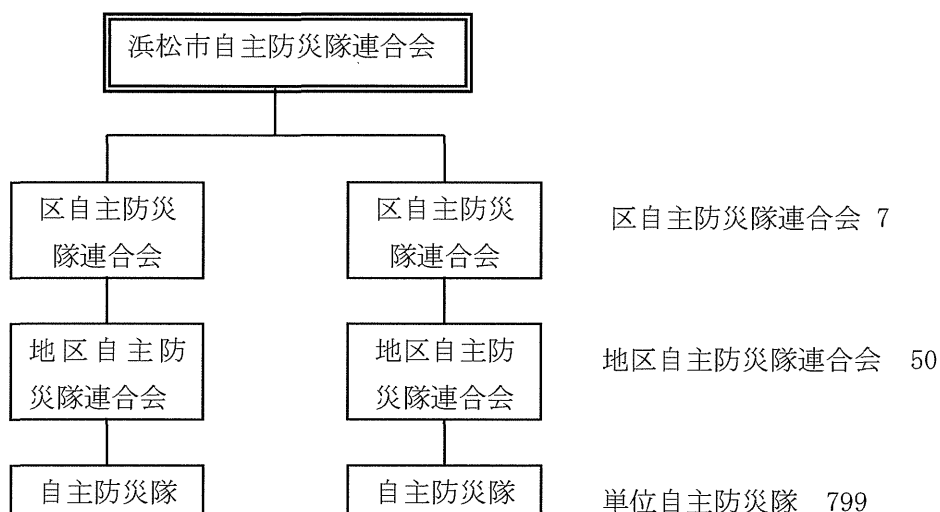 浜松市自主防災隊連合会
区自主防災
隊連合会
区自主防災
隊連合会
区自主防災隊連合会 7
地区自主防
災隊連合会
地区自主防
災隊連合会
地区自主防災隊連合会 50
自主防災隊
自主防災隊
単位自主防災隊 799